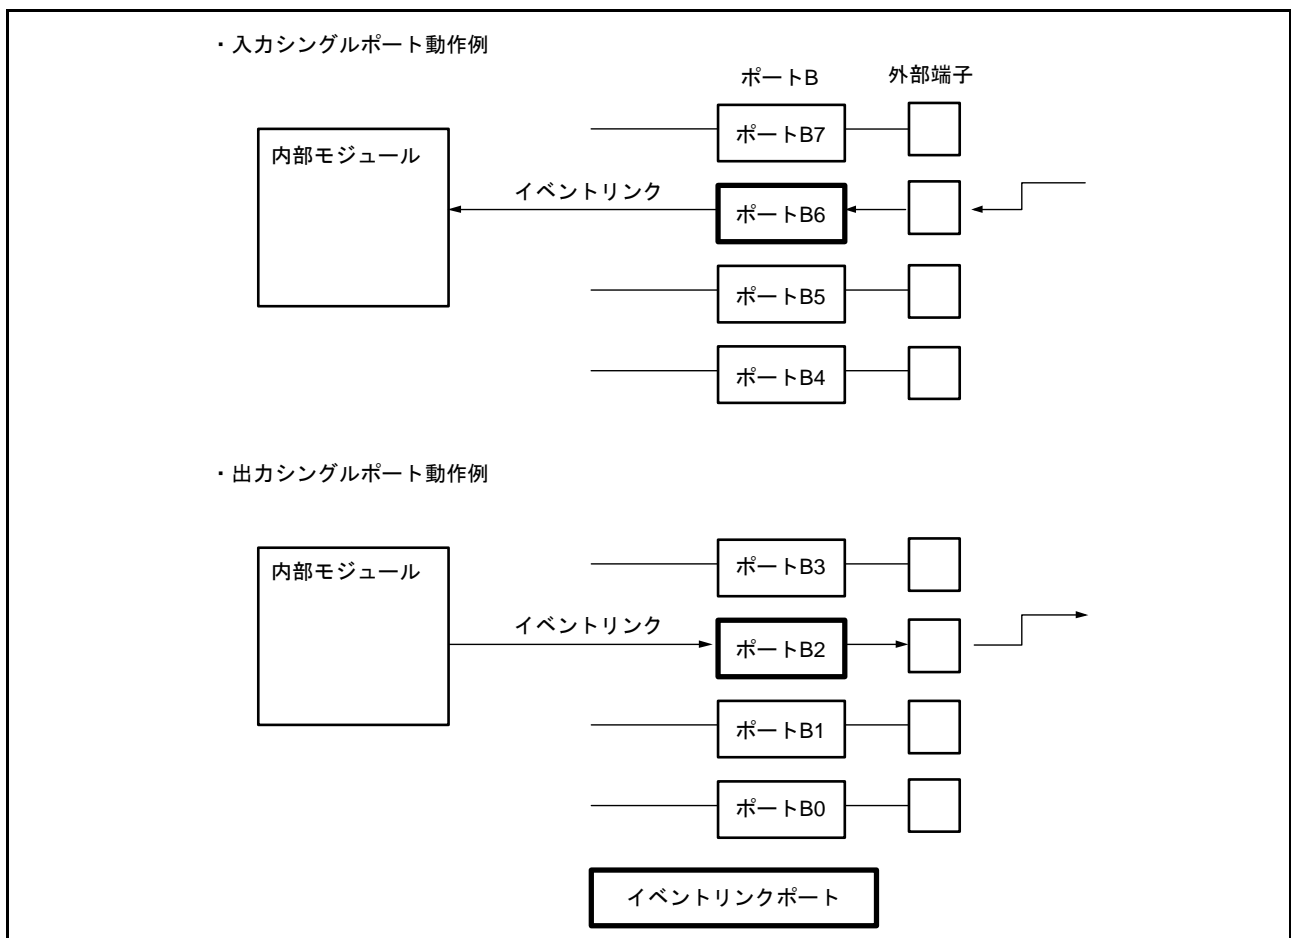 ・入力シングルポート動作例
ポートB
外部端子
内部モジュール
ポートB7
イベントリンク
ポートB6
ポートB5
ポートB4
・出力シングルポート動作例
内部モジュール
ポートB3
イベントリンク
ポートB2
ポートB1
ポートB0
イベントリンクポート